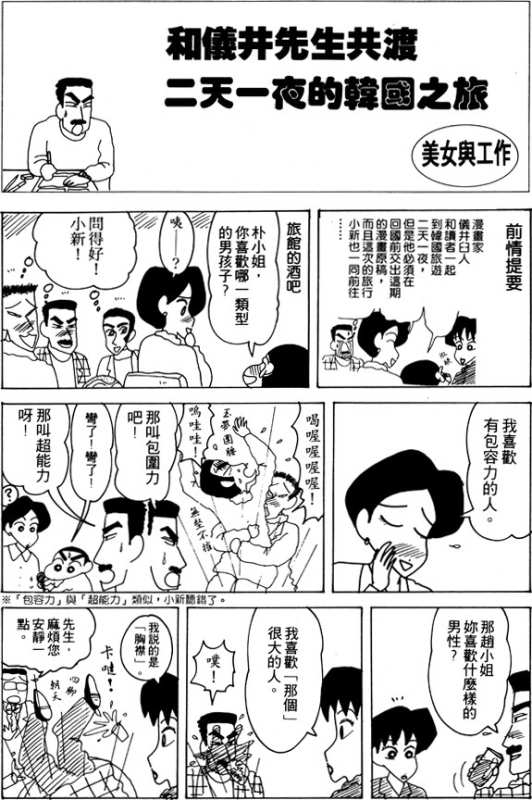 和儀井先生共渡
二天一夜的韓國之旅
美女與工作
前情提要
漫畫家
儀井臼人
和讀者一起
到韓國旅遊
二天一夜，
但是他必須在
回國前交出這期
的漫畫原稿，
而且這次的旅行
小新也一同前往
……
旅館的酒吧
朴小姐，
你喜歡哪一類型
的男孩子？
咦？
問得好！
小新！
我喜歡
有包容力的人。
喝喔喔喔喔！
嗚哇哇！
那叫包圍力
吧！
彎了！彎了！
那叫超能力
呀！
?
※「包容力」與「超能力」類似，小新聽錯了。
那趙小姐
妳喜歡什麼樣的
男性？
我喜歡「那個」
很大的人。
噗！
我說的是
「胸襟」。
卡噠！
四腳
朝天
先生，
麻煩您
安靜一
點。